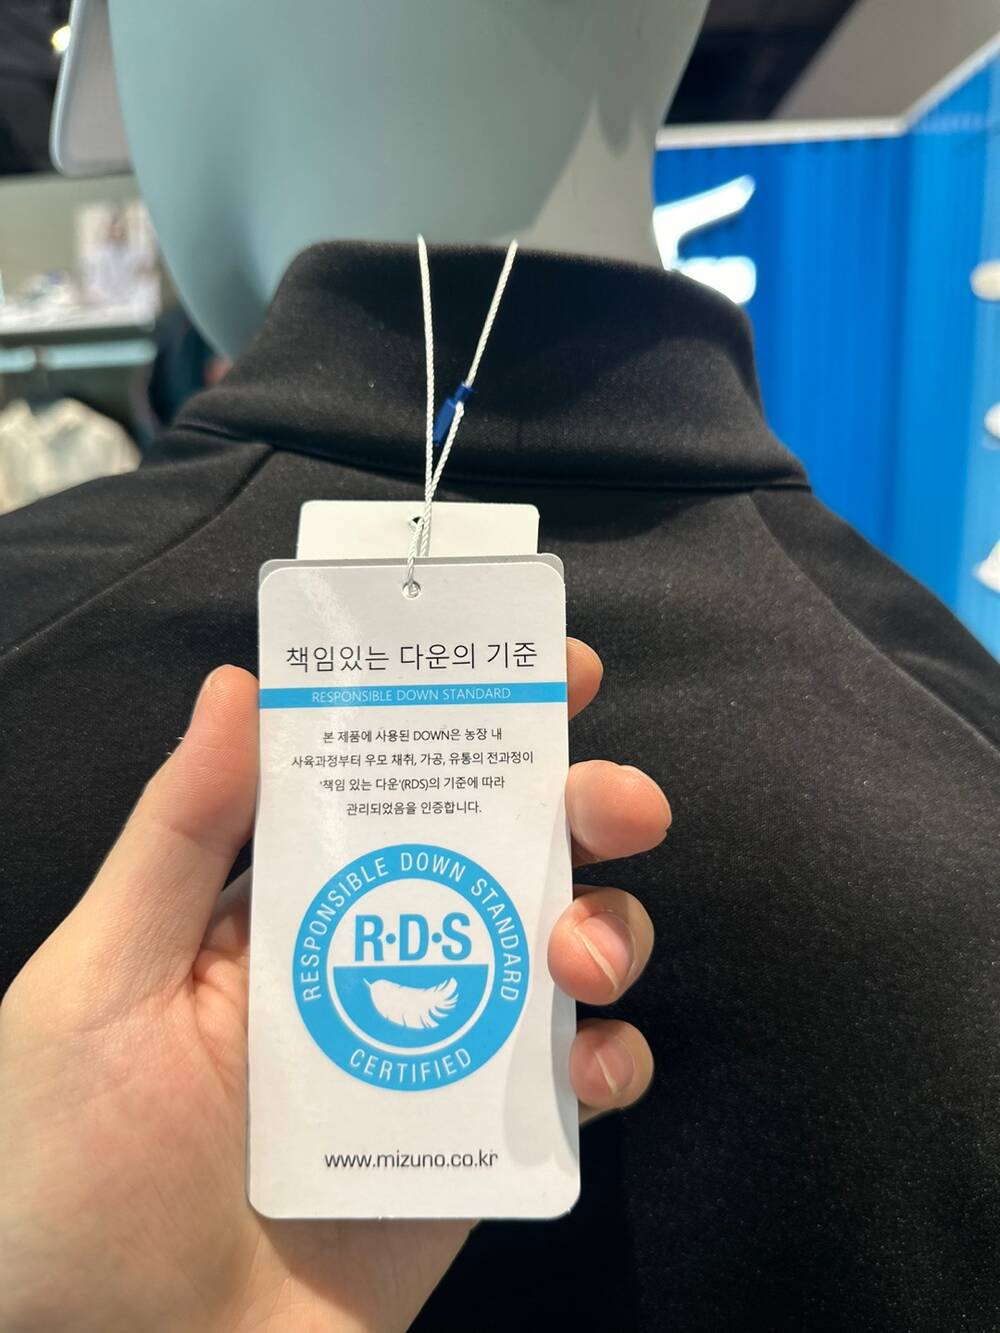 책임있는 다운의 기준
RESPONSIBLE DOWN STANDARD
본 제품에 사용된 DOWN은 농장 내
사육과정부터 우모 채취, 가공, 유통의 전과정이
'책임 있는 다운'(RDS)의 기준에 따라
관리되었음을 인증합니다.
RESPONSIBLE DOWN STANDARD
R·D·S
CERTIFIED
www.mizuno.co.kr